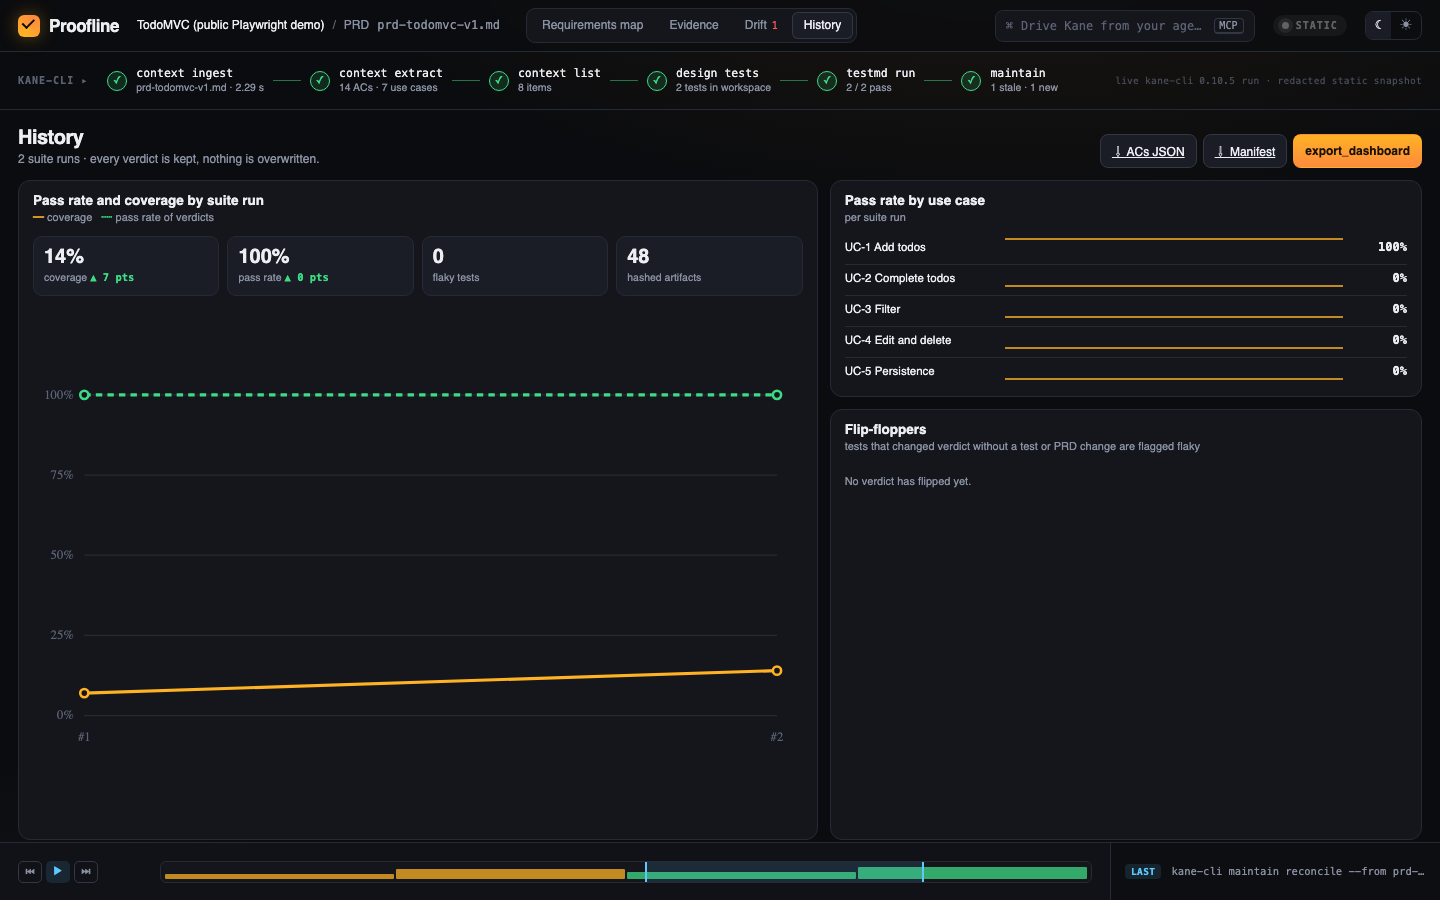 Proofline
TodoMVC (public Playwright demo) / PRD prd-todomvc-v1.md
Requirements map
Evidence
Drift 1
History
⌘ Drive Kane from your age… MCP
STATIC
KANE-CLI ▸
context ingest
prd-todomvc-v1.md · 2.29 s
context extract
14 ACs · 7 use cases
context list
8 items
design tests
2 tests in workspace
testmd run
2 / 2 pass
maintain
1 stale · 1 new
live kane-cli 0.10.5 run · redacted static snapshot
History
2 suite runs · every verdict is kept, nothing is overwritten.
⭳ ACs JSON
⭳ Manifest
export_dashboard
Pass rate and coverage by suite run
coverage
pass rate of verdicts
14%
coverage ▲ 7 pts
100%
pass rate ▲ 0 pts
0
flaky tests
48
hashed artifacts
100%
75%
50%
25%
0%
#1
#2
Pass rate by use case
per suite run
UC-1 Add todos 100%
UC-2 Complete todos 0%
UC-3 Filter 0%
UC-4 Edit and delete 0%
UC-5 Persistence 0%
Flip-floppers
tests that changed verdict without a test or PRD change are flagged flaky
No verdict has flipped yet.
LAST kane-cli maintain reconcile --from prd-…